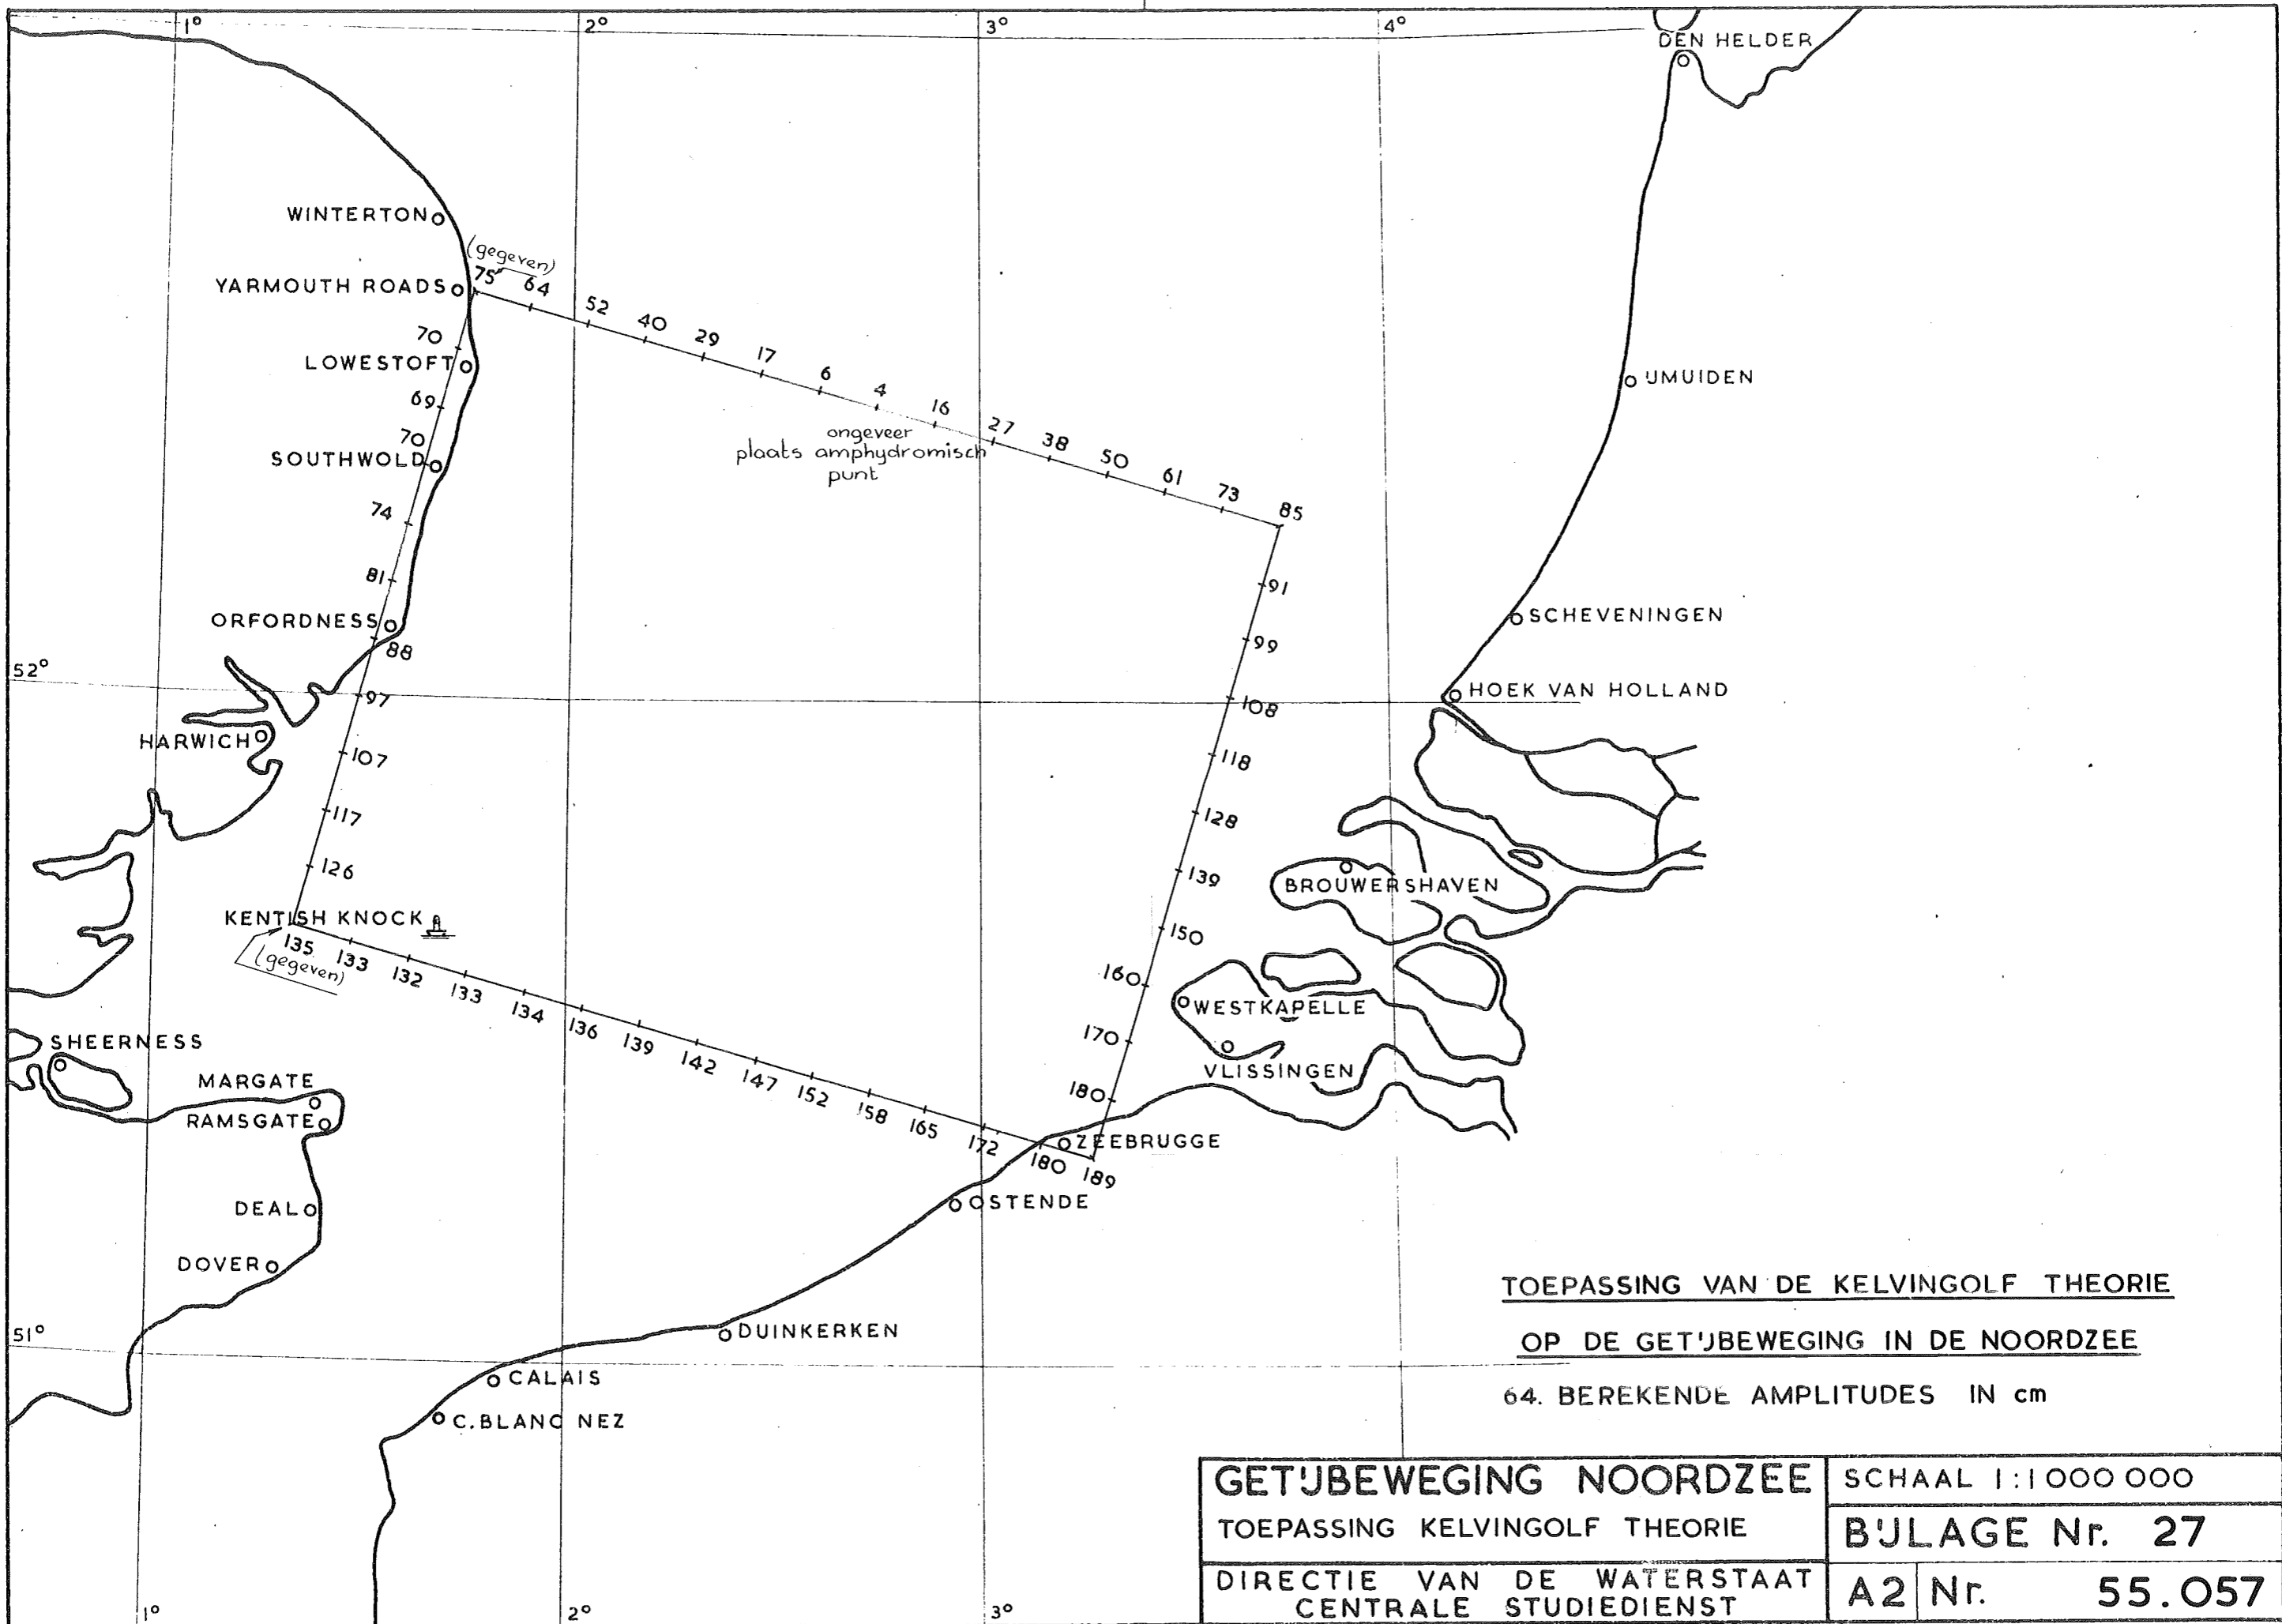 1°
2°
3°
4°
DEN HELDER
WINTERTON
(gegeven)
YARMOUTH ROADS
75 64 52 40 29 17 6 4 16 27 38 50 61 73 85
ongeveer
plaats amphydromisch
punt
70
LOWESTOFT
69
70
SOUTHWOLD
74
81
ORFORDNESS
88
97
107
117
126
IJMUIDEN
SCHEVENINGEN
HOEK VAN HOLLAND
52°
HARWICH
91
99
108
118
128
139
150
160
170
180
BROUWERSHAVEN
WESTKAPELLE
VLISSINGEN
KENTISH KNOCK
135 133 132 133 134 136 139 142 147 152 158 165 172 180 189
(gegeven)
SHEERNESS
MARGATE
RAMSGATE
ZEEBRUGGE
OSTENDE
DEAL
DOVER
51°
DUINKERKEN
CALAIS
C. BLANC NEZ
1°
2°
3°
TOEPASSING VAN DE KELVINGOLF THEORIE
OP DE GETIJBEWEGING IN DE NOORDZEE
64. BEREKENDE AMPLITUDES IN cm
GETIJBEWEGING NOORDZEE
TOEPASSING KELVINGOLF THEORIE
DIRECTIE VAN DE WATERSTAAT
CENTRALE STUDIEDIENST
SCHAAL 1:1000 000
BIJLAGE Nr. 27
A2 Nr. 55.057